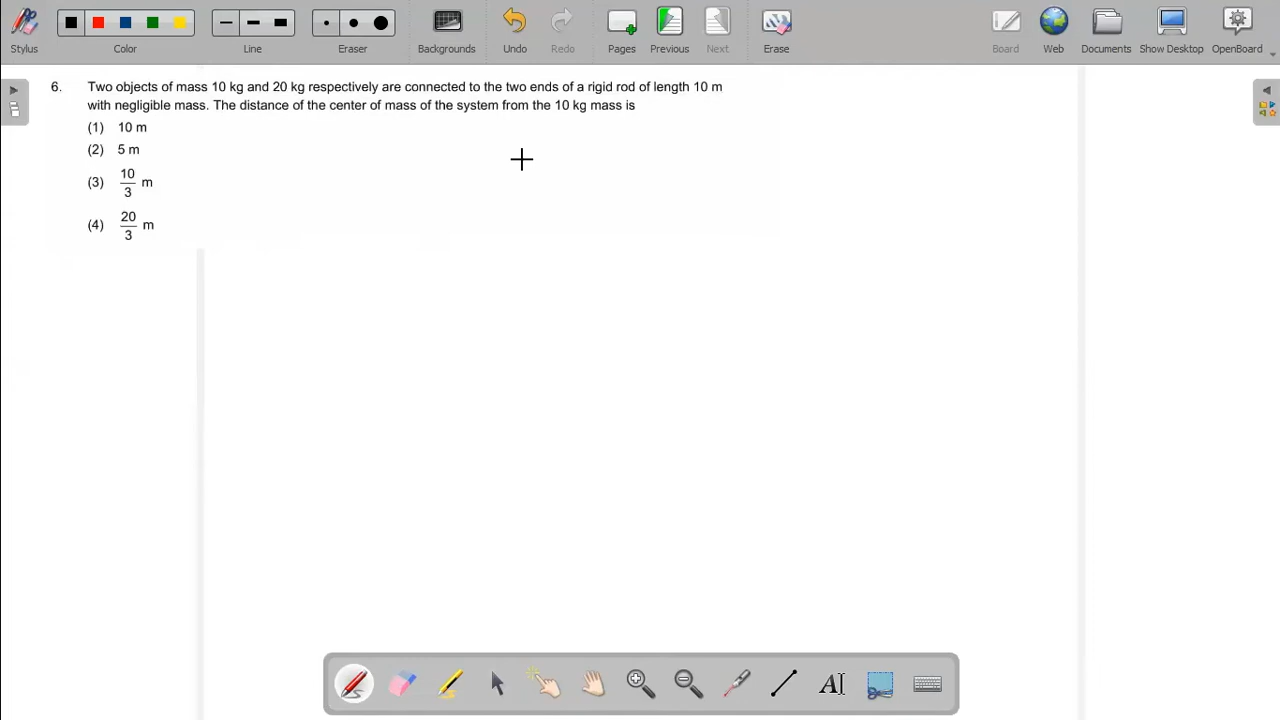 Stylus
Color
Line
Eraser
Backgrounds
Undo
Redo
Pages
Previous
Next
Erase
Board
Web
Documents
Show Desktop
OpenBoard
6. Two objects of mass 10 kg and 20 kg respectively are connected to the two ends of a rigid rod of length 10 m
with negligible mass. The distance of the center of mass of the system from the 10 kg mass is
(1) 10 m
(2) 5 m
(3) 10/3 m
(4) 20/3 m